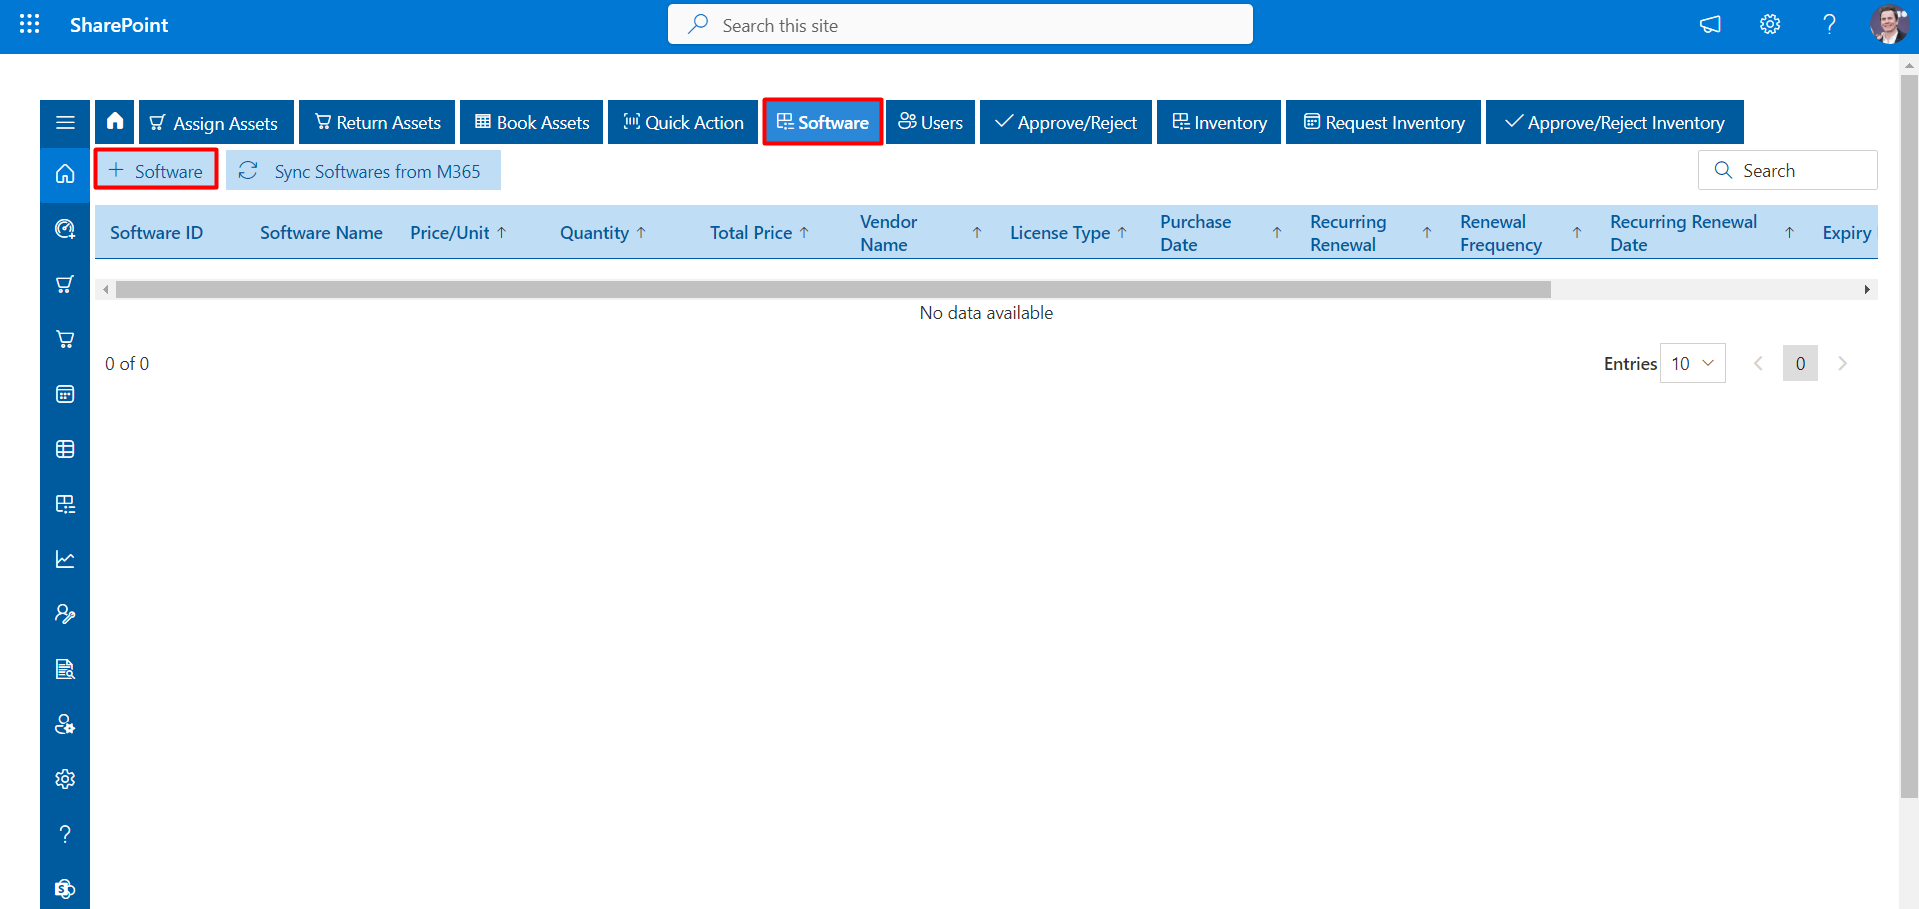 SharePoint
Search this site
Assign Assets
Return Assets
Book Assets
Quick Action
Software
Users
Approve/Reject
Inventory
Request Inventory
Approve/Reject Inventory
+ Software
Sync Softwares from M365
Search
Software ID
Software Name
Price/Unit ↑
Quantity ↑
Total Price ↑
Vendor
Name ↑
License Type ↑
Purchase
Date ↑
Recurring
Renewal ↑
Renewal
Frequency ↑
Recurring Renewal
Date ↑
Expiry
No data available
0 of 0
Entries
10
0